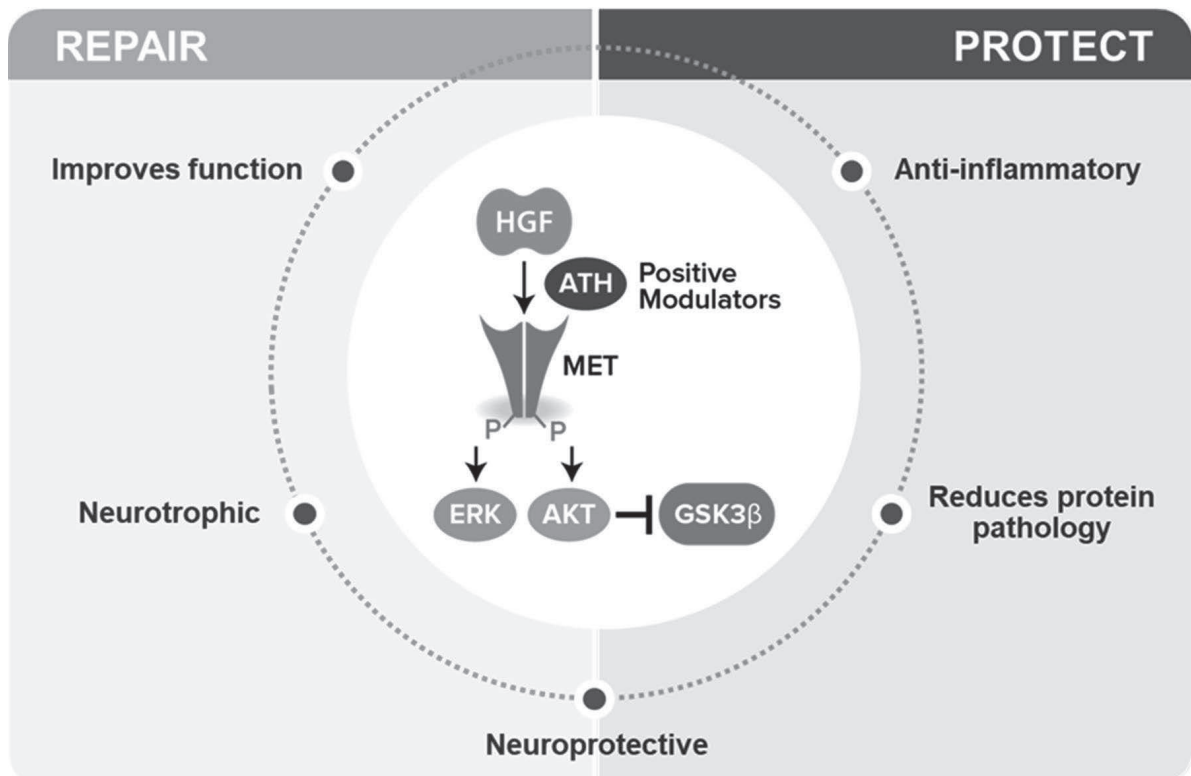 REPAIR
PROTECT
Improves function
Anti-inflammatory
HGF
ATH
Positive
Modulators
MET
P
P
ERK
AKT
GSK3β
Neurotrophic
Reduces protein
pathology
Neuroprotective